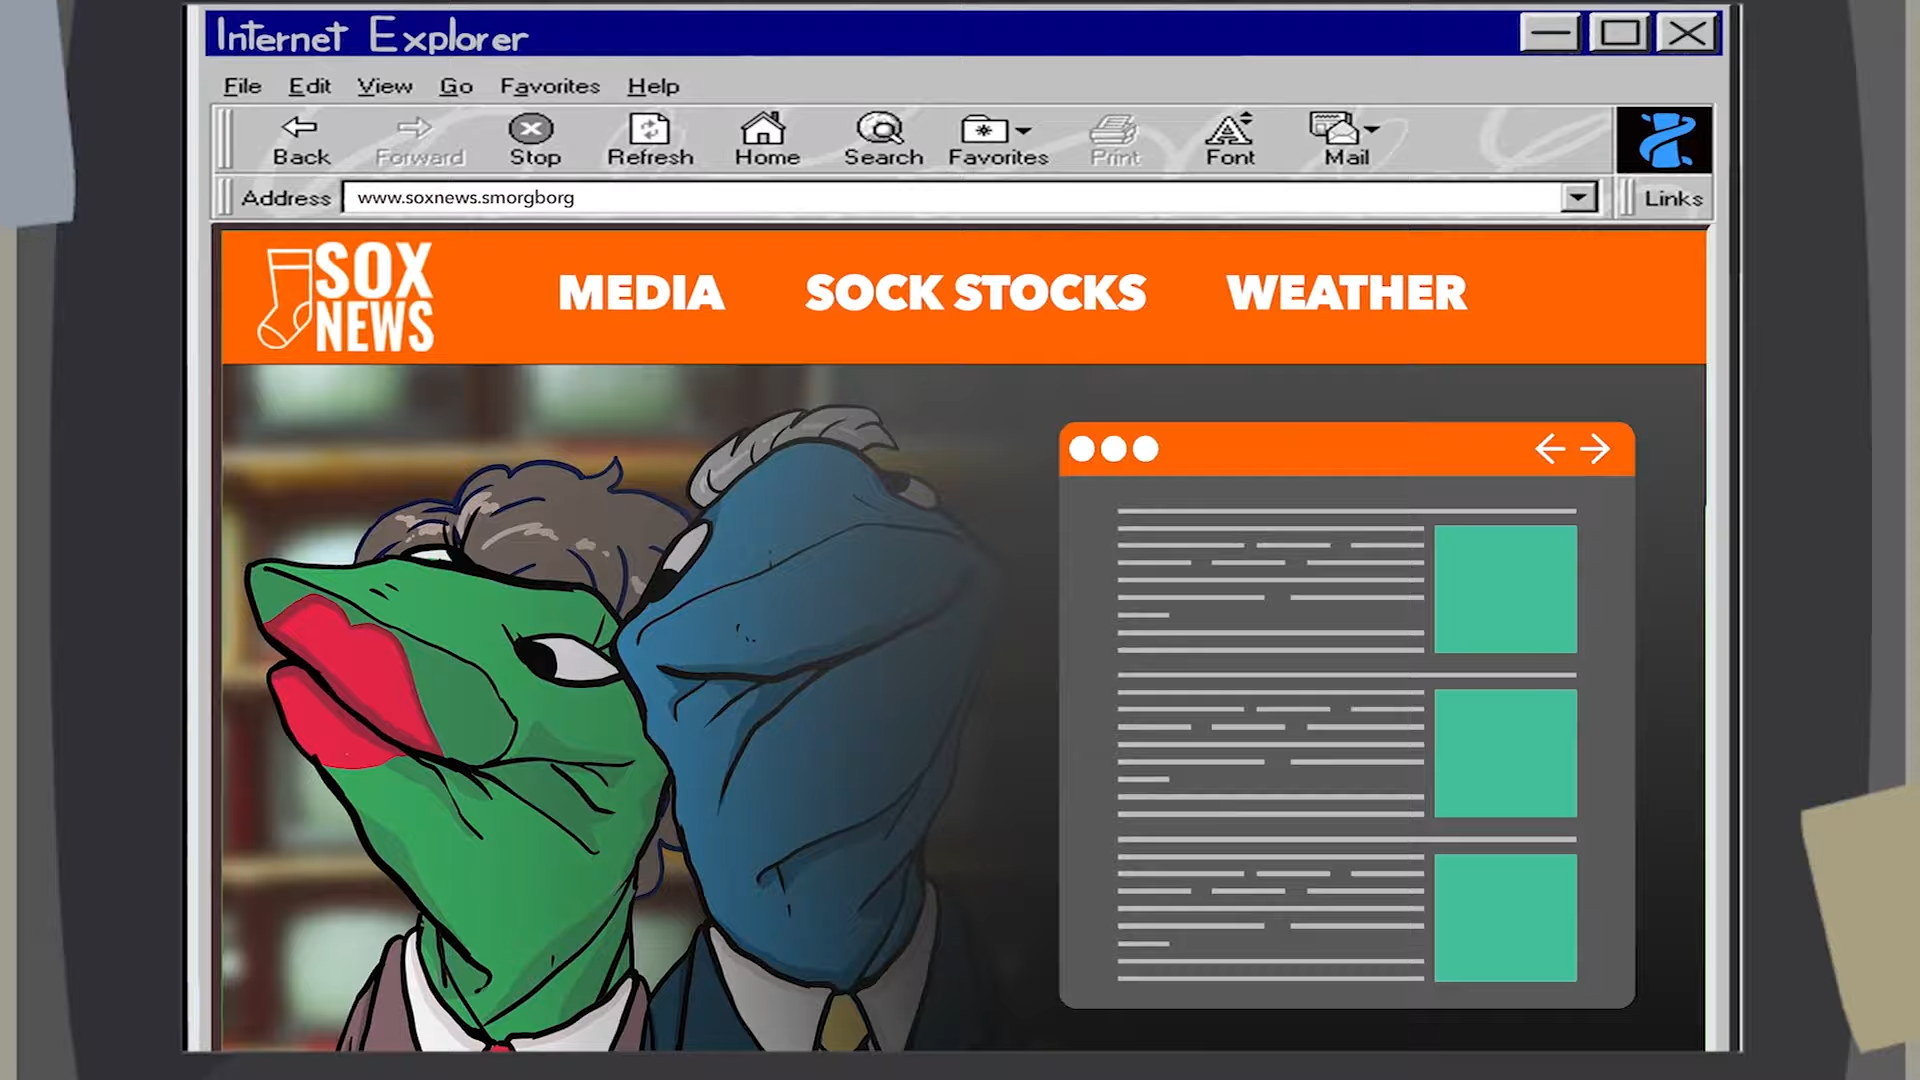 Internet Explorer
File Edit View Go Favorites Help
Back Forward Stop Refresh Home Search Favorites Print Font Mail
Address www.soxnews.smorgborg Links
SOX
NEWS
MEDIA SOCK STOCKS WEATHER